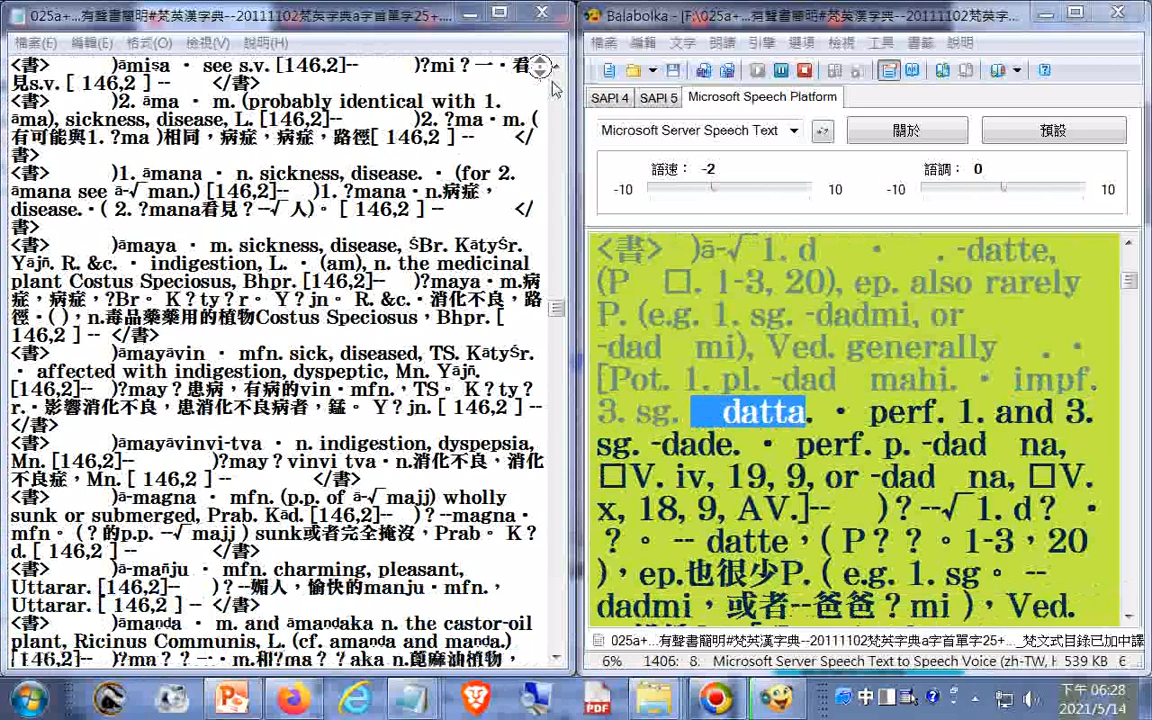 025a+...有聲書簡明#梵英漢字典--20111102梵英字典a字首單字25+...
檔案(F) 編輯(E) 格式(O) 檢視(V) 說明(H)
<書> )āmisa · see s.v. [146,2]-- )?mi？一·看
見s.v. [ 146,2 ] -- </書>
<書> )2. āma · m. (probably identical with 1.
āma), sickness, disease, L. [146,2]-- )2. ?ma·m. (
有可能與1. ?ma )相同，病症，病症，路徑[ 146,2 ] -- </
書>
<書> )1. āmana · n. sickness, disease. · (for 2.
āmana see ā-√man.) [146,2]-- )1. ?mana·n.病症，
disease.·( 2. ?mana看見？--√人)。 [ 146,2 ] -- </
書>
<書> )āmaya · m. sickness, disease, ŚBr. KātyŚr.
Yājñ. R. &c. · indigestion, L. · (am), n. the medicinal
plant Costus Speciosus, Bhpr. [146,2]-- )?maya·m.病
症，病症，?Br。 K？ty？r。 Y？jn。 R. &c.·消化不良，路
徑·( )，n.毒品藥藥用的植物Costus Speciosus，Bhpr. [
146,2 ] -- </書>
<書> )āmayāvin · mfn. sick, diseased, TS. KātyŚr.
· affected with indigestion, dyspeptic, Mn. Yājñ.
[146,2]-- )?may？患病，有病的vin·mfn.，TS。 K？ty？
r.·影響消化不良，患消化不良病者，錳。 Y？jn. [ 146,2 ] --
</書>
<書> )āmayāvinvi-tva · n. indigestion, dyspepsia,
Mn. [146,2]-- )?may？vinvi tva·n.消化不良，消化
不良症，Mn. [ 146,2 ] -- </書>
<書> )ā-magna · mfn. (p.p. of ā-√majj) wholly
sunk or submerged, Prab. Kād. [146,2]-- )？--magna·
mfn。(？的p.p. --√majj ) sunk或者完全掩沒，Prab。 K？
d. [ 146,2 ] -- </書>
<書> )ā-mañju · mfn. charming, pleasant,
Uttarar. [146,2]-- )？--媚人，愉快的manju·mfn.，
Uttarar. [ 146,2 ] -- </書>
<書> )āmaṇḍa · m. and āmaṇḍaka n. the castor-oil
plant, Ricinus Communis, L. (cf. amaṇḍa and maṇḍa.)
[146,2]-- )?ma？？一·m.和?ma？？aka n.蓖麻油植物，
Balabolka - [F:\025a+...有聲書簡明#梵英漢字典--20111102梵英字...
檔案 編輯 文字 朗讀 引擎 選項 檢視 工具 書籤 說明
SAPI 4 SAPI 5 Microsoft Speech Platform
Microsoft Server Speech Text 關於 預設
語速： -2 語調： 0
-10 10 -10 10
<書> )ā-√ 1. d · . -datte,
(P □. 1-3, 20), ep. also rarely
P. (e.g. 1. sg. -dadmi, or
-dad mi), Ved. generally . ·
[Pot. 1. pl. -dad mahi. · impf.
3. sg. datta. · perf. 1. and 3.
sg. -dade. · perf. p. -dad na,
□V. iv, 19, 9, or -dad na, □V.
x, 18, 9, AV.]-- )？--√1. d？ ·
？。 -- datte，( P？？。1-3，20
)，ep.也很少P. ( e.g. 1. sg。 --
dadmi，或者--爸爸？mi )，Ved.
025a+...有聲書簡明#梵英漢字典--20111102梵英字典a字首單字25+..._梵文式目錄已加中譯
6% 1406: 8. Microsoft Server Speech Text to Speech Voice (zh-TW, H 539 KB 6
中 下午 06:28
2021/5/14